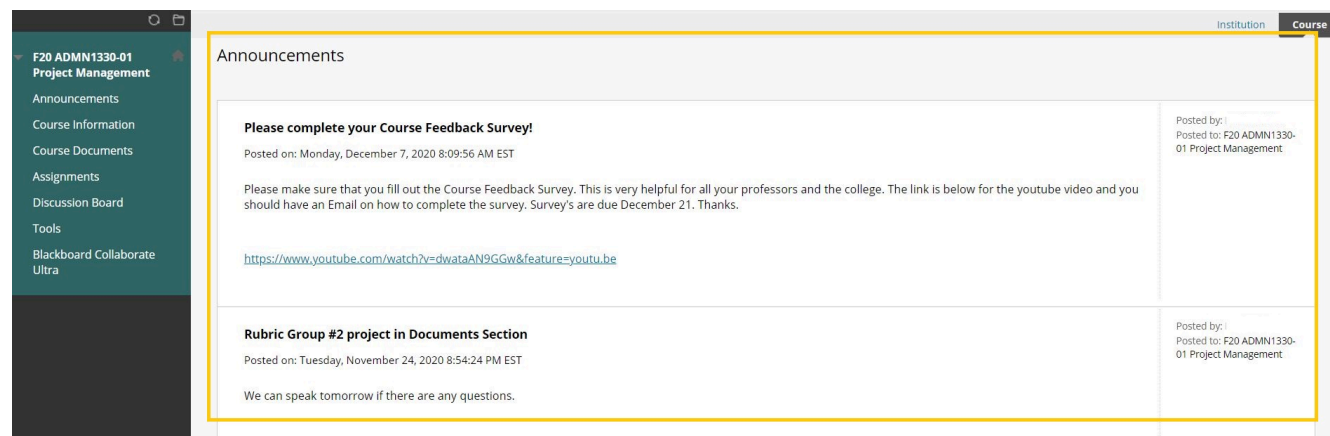 Institution
Course
F20 ADMN1330-01
Project Management
Announcements
Course Information
Course Documents
Assignments
Discussion Board
Tools
Blackboard Collaborate
Ultra
Announcements
Please complete your Course Feedback Survey!
Posted on: Monday, December 7, 2020 8:09:56 AM EST
Please make sure that you fill out the Course Feedback Survey. This is very helpful for all your professors and the college. The link is below for the youtube video and you
should have an Email on how to complete the survey. Survey's are due December 21. Thanks.
https://www.youtube.com/watch?v=dwataAN9GGw&feature=youtu.be
Posted by:
Posted to: F20 ADMN1330-
01 Project Management
Rubric Group #2 project in Documents Section
Posted on: Tuesday, November 24, 2020 8:54:24 PM EST
We can speak tomorrow if there are any questions.
Posted by:
Posted to: F20 ADMN1330-
01 Project Management